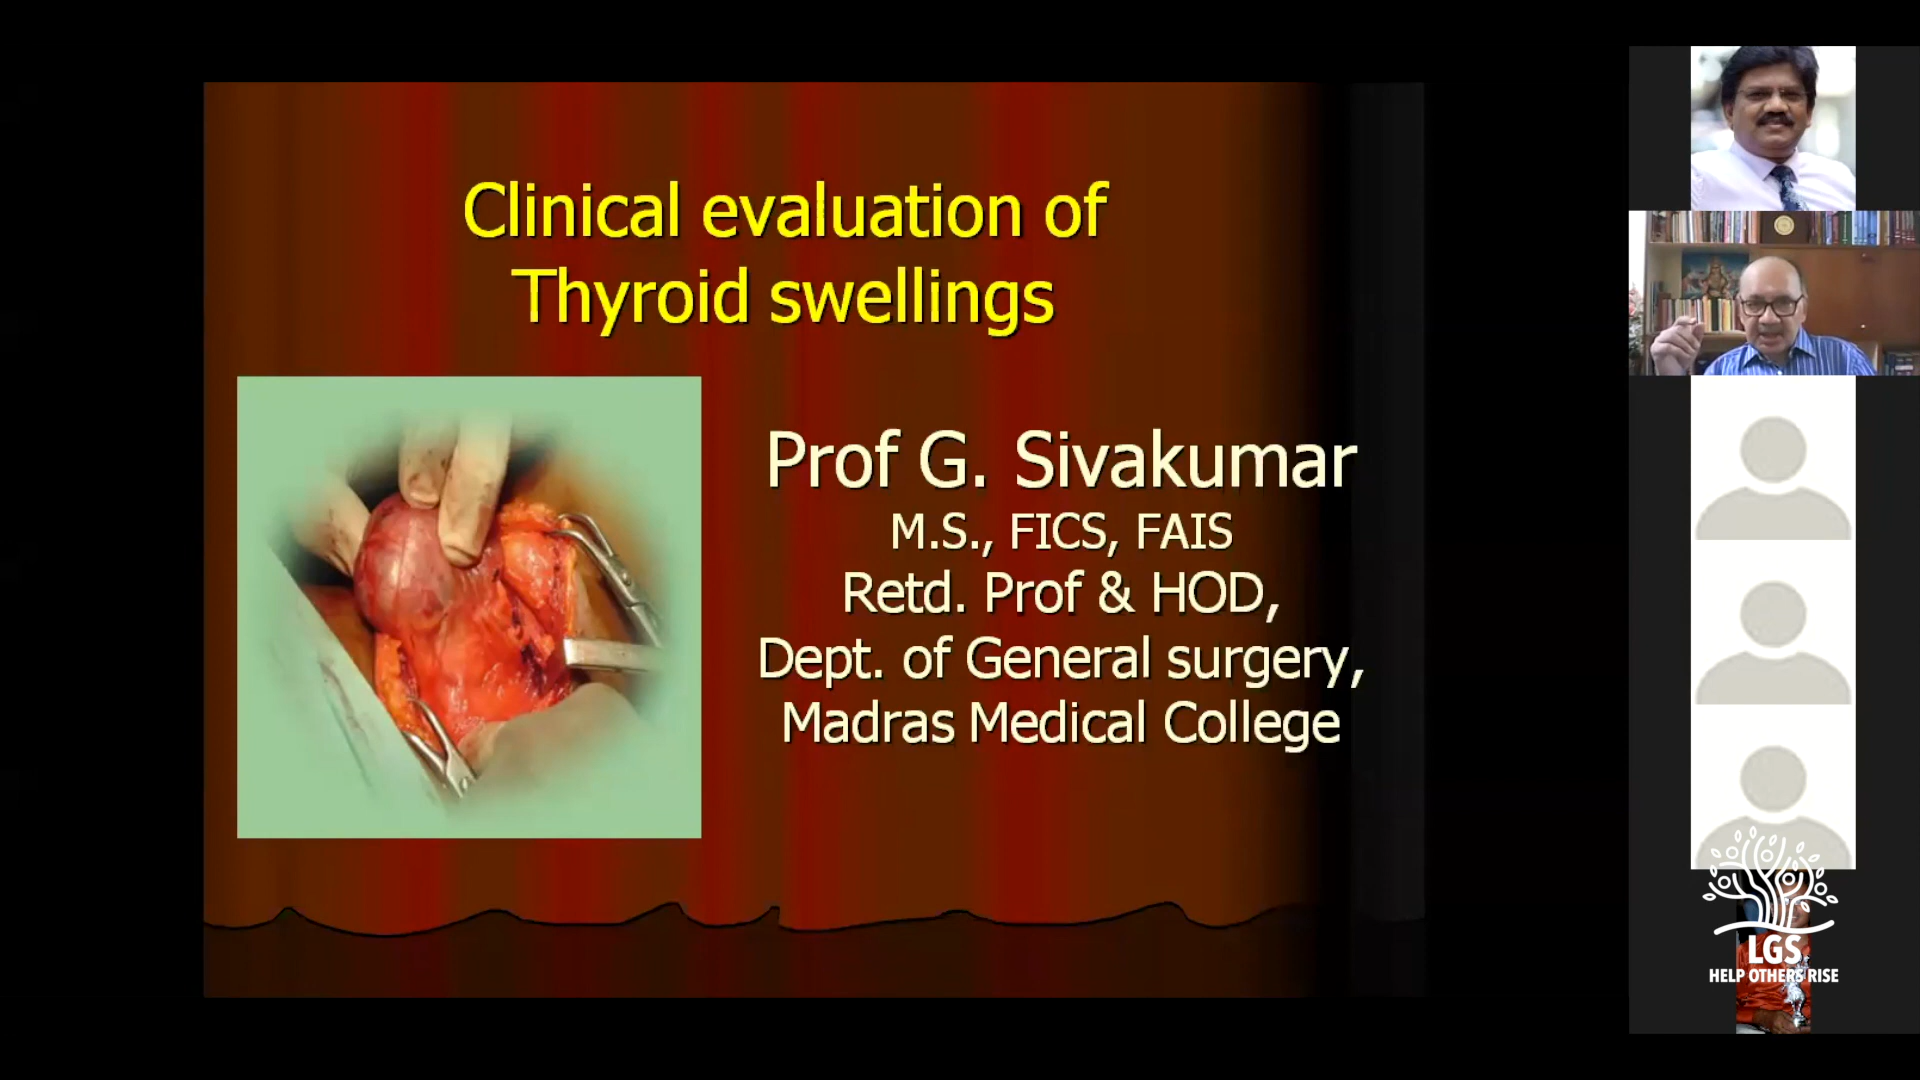 Clinical evaluation of
Thyroid swellings
Prof G. Sivakumar
M.S., FICS, FAIS
Retd. Prof & HOD,
Dept. of General surgery,
Madras Medical College
LGS
HELP OTHERS RISE